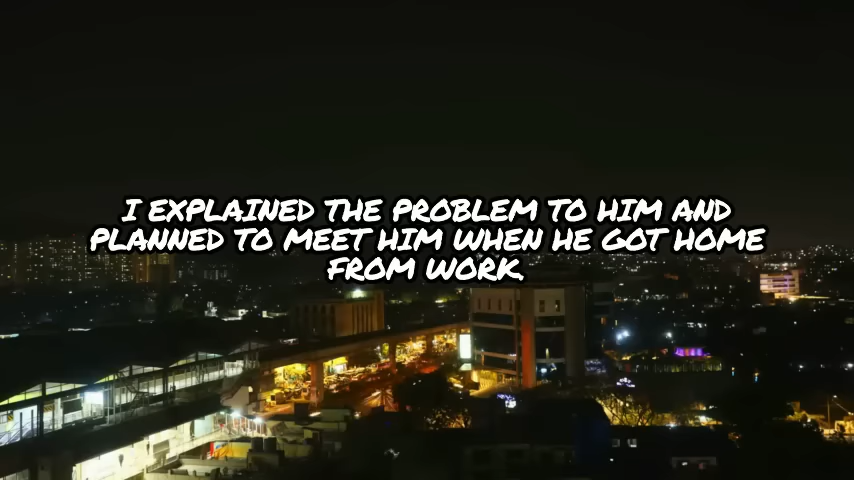 I EXPLAINED THE PROBLEM TO HIM AND
PLANNED TO MEET HIM WHEN HE GOT HOME
FROM WORK.